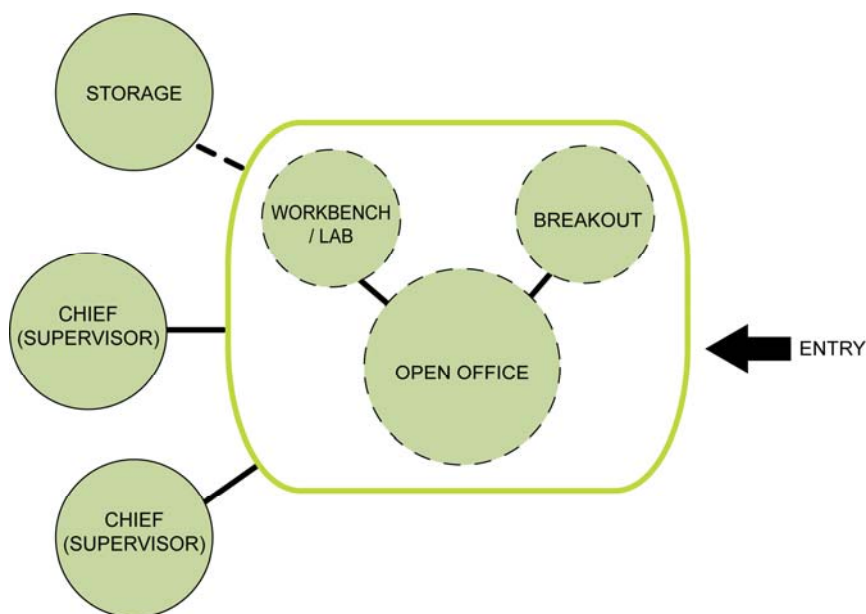 STORAGE
WORKBENCH
/ LAB
BREAKOUT
CHIEF
(SUPERVISOR)
OPEN OFFICE
ENTRY
CHIEF
(SUPERVISOR)